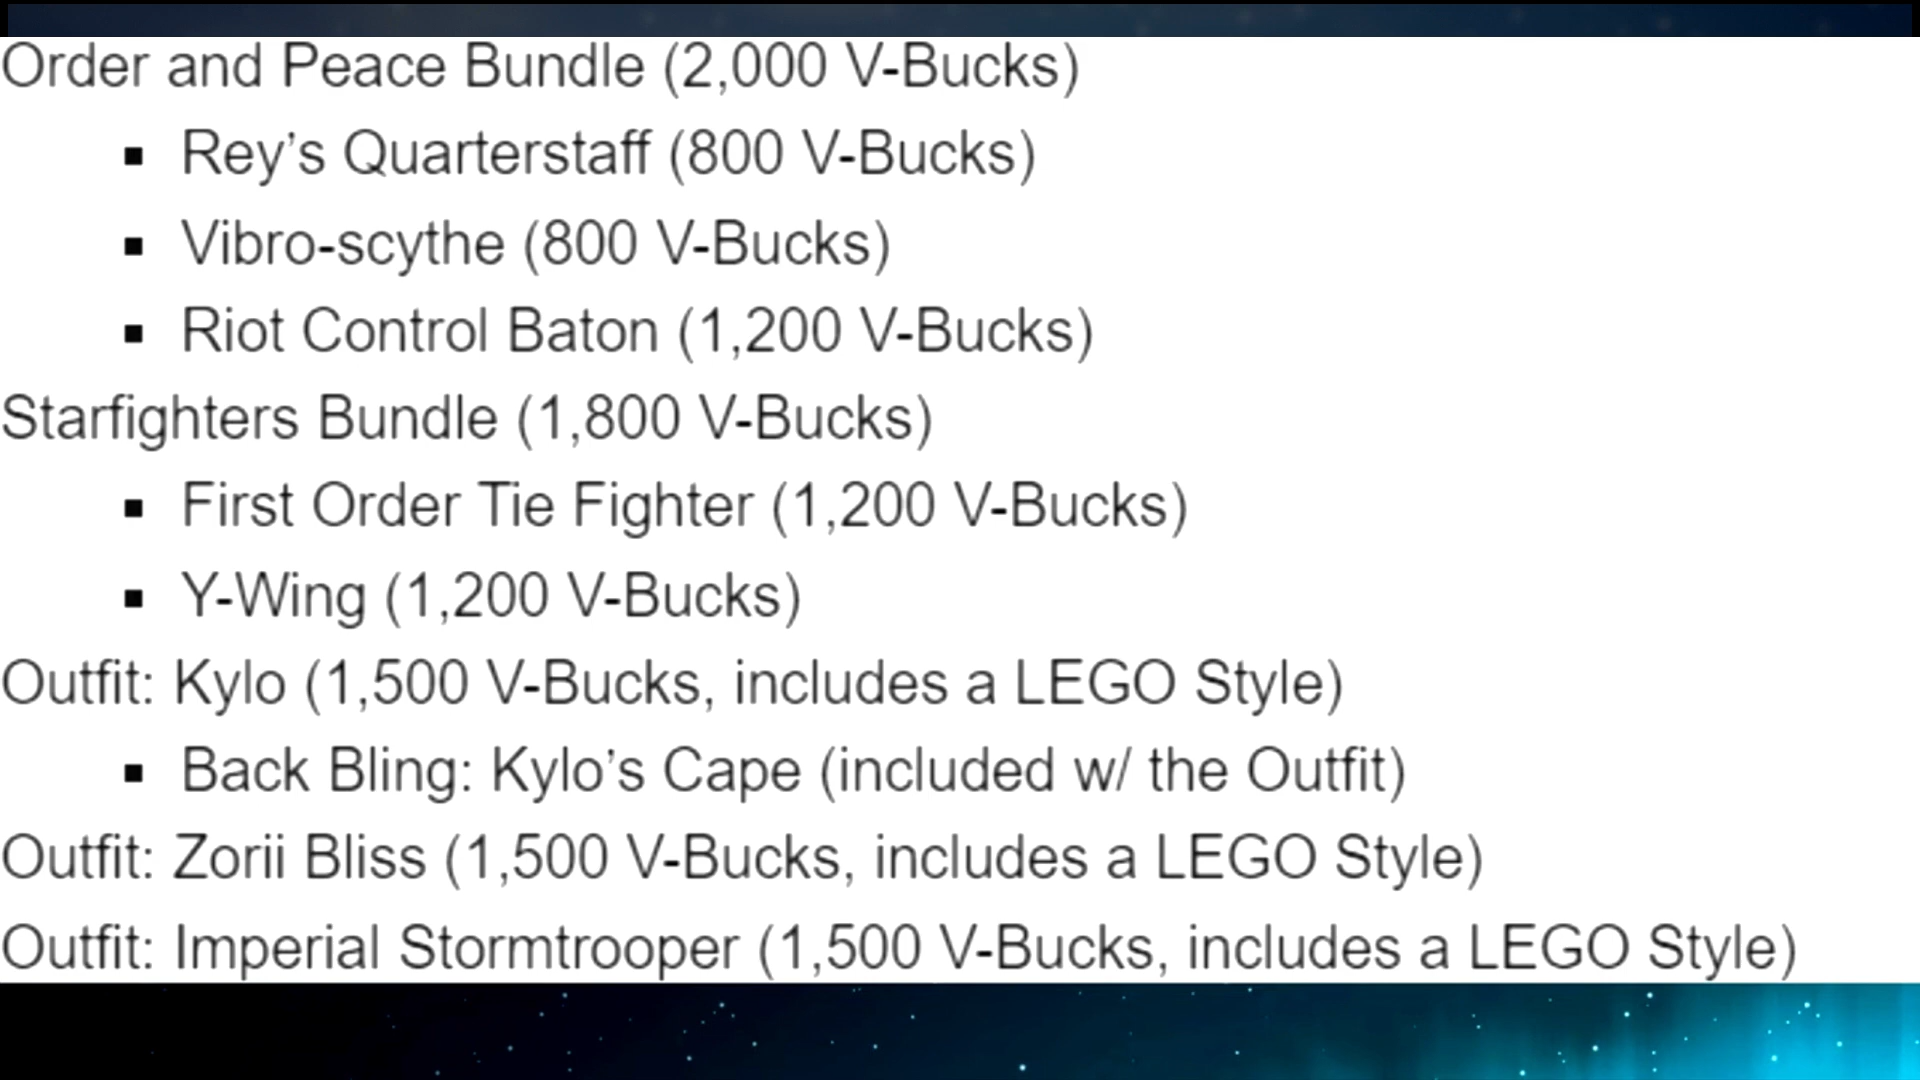 Order and Peace Bundle (2,000 V-Bucks)
▪ Rey’s Quarterstaff (800 V-Bucks)
▪ Vibro-scythe (800 V-Bucks)
▪ Riot Control Baton (1,200 V-Bucks)
Starfighters Bundle (1,800 V-Bucks)
▪ First Order Tie Fighter (1,200 V-Bucks)
▪ Y-Wing (1,200 V-Bucks)
Outfit: Kylo (1,500 V-Bucks, includes a LEGO Style)
▪ Back Bling: Kylo’s Cape (included w/ the Outfit)
Outfit: Zorii Bliss (1,500 V-Bucks, includes a LEGO Style)
Outfit: Imperial Stormtrooper (1,500 V-Bucks, includes a LEGO Style)